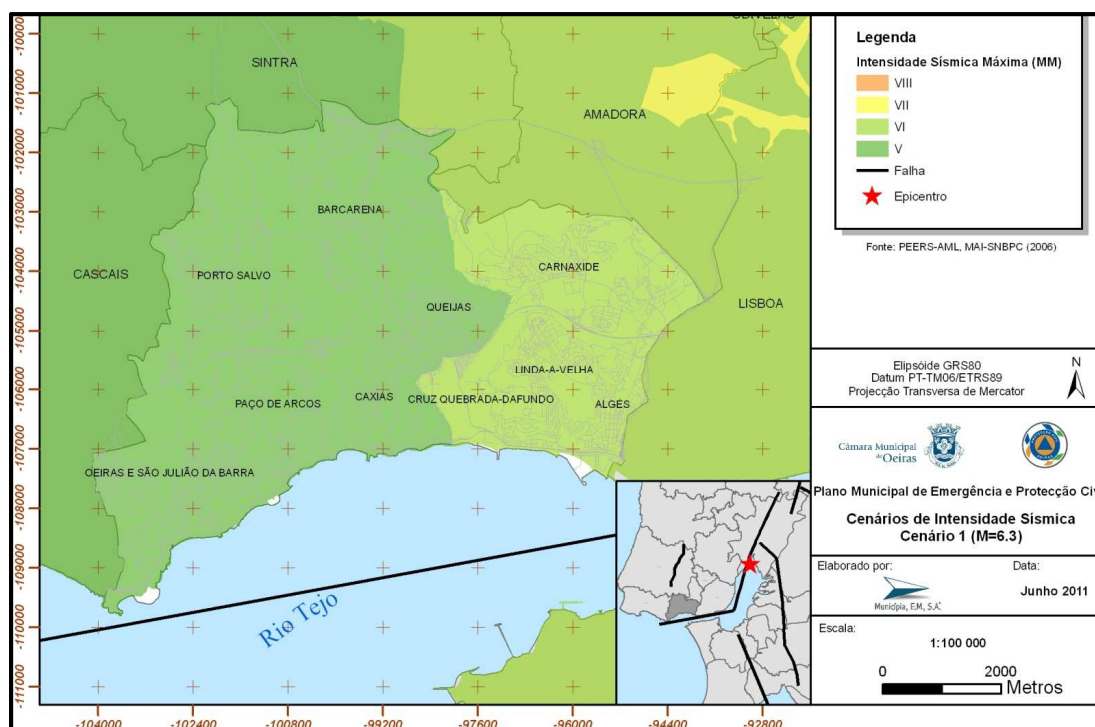 -100000
-101000
-102000
-103000
-104000
-105000
-106000
-107000
-108000
-109000
-110000
-111000
ODIVELAS
SINTRA
AMADORA
BARCARENA
CARNAXIDE
CASCAIS
PORTO SALVO
QUEIJAS
LISBOA
LINDA-A-VELHA
PAÇO DE ARCOS
CAXIAS
CRUZ QUEBRADA-DAFUNDO
ALGÉS
OEIRAS E SÃO JULIÃO DA BARRA
Rio Tejo
-104000
-102400
-100800
-99200
-97600
-96000
-94400
-92800
Legenda
Intensidade Sísmica Máxima (MM)
VIII
VII
VI
V
Falha
Epicentro
Fonte: PEERS-AML, MAI-SNBPC (2006)
Elipsóide GRS80
Datum PT-TM06/ETRS89
Projecção Transversa de Mercator
N
Câmara Municipal
de Oeiras
Plano Municipal de Emergência e Protecção Civ
Cenários de Intensidade Sísmica
Cenário 1 (M=6.3)
Elaborado por:
Município, E.M., S.A.
Data:
Junho 2011
Escala:
1:100 000
0 2000
Metros